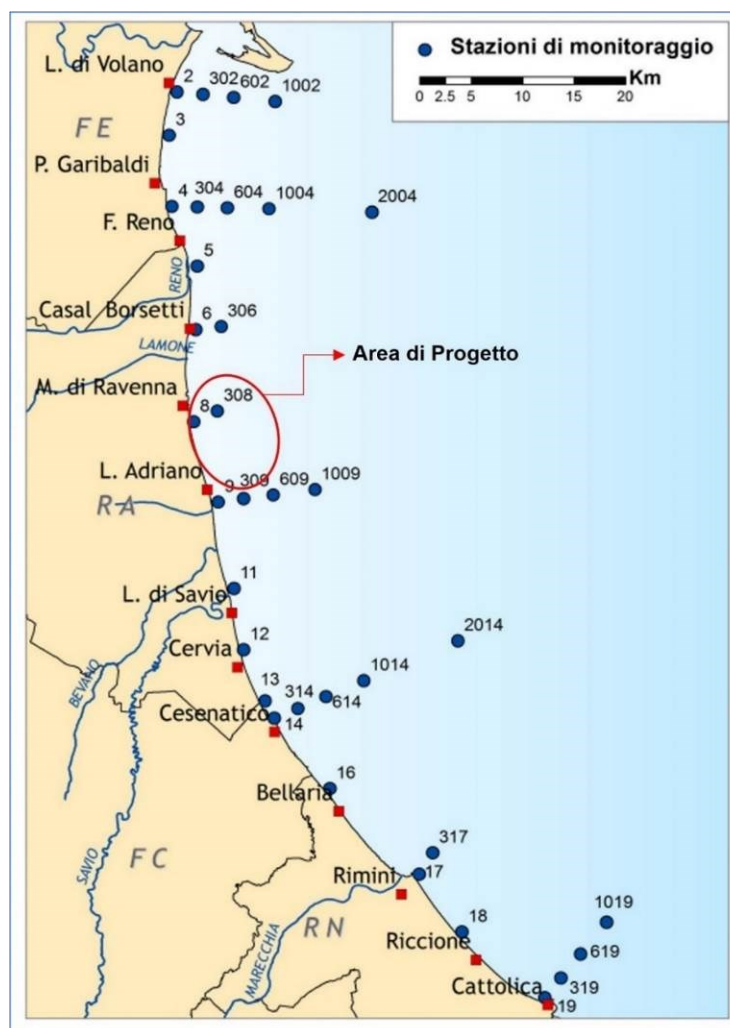 Stazioni di monitoraggio
Km
0 2.5 5 10 15 20
L. di Volano
2 302 602 1002
FE
3
P. Garibaldi
4 304 604 1004 2004
F. Reno
5
RENO
Casal Borsetti
6 306
LAMONE
Area di Progetto
M. di Ravenna
8 308
L. Adriano
9 309 609 1009
RA
11
L. di Savio
12
2014
Cervia
1014
BEVANO
13 314 614
Cesenatico
14
16
Bellaria
SAVIO
FC
317
Rimini
17
MARECCHIA
RN
18
1019
Riccione
619
Cattolica
319
19